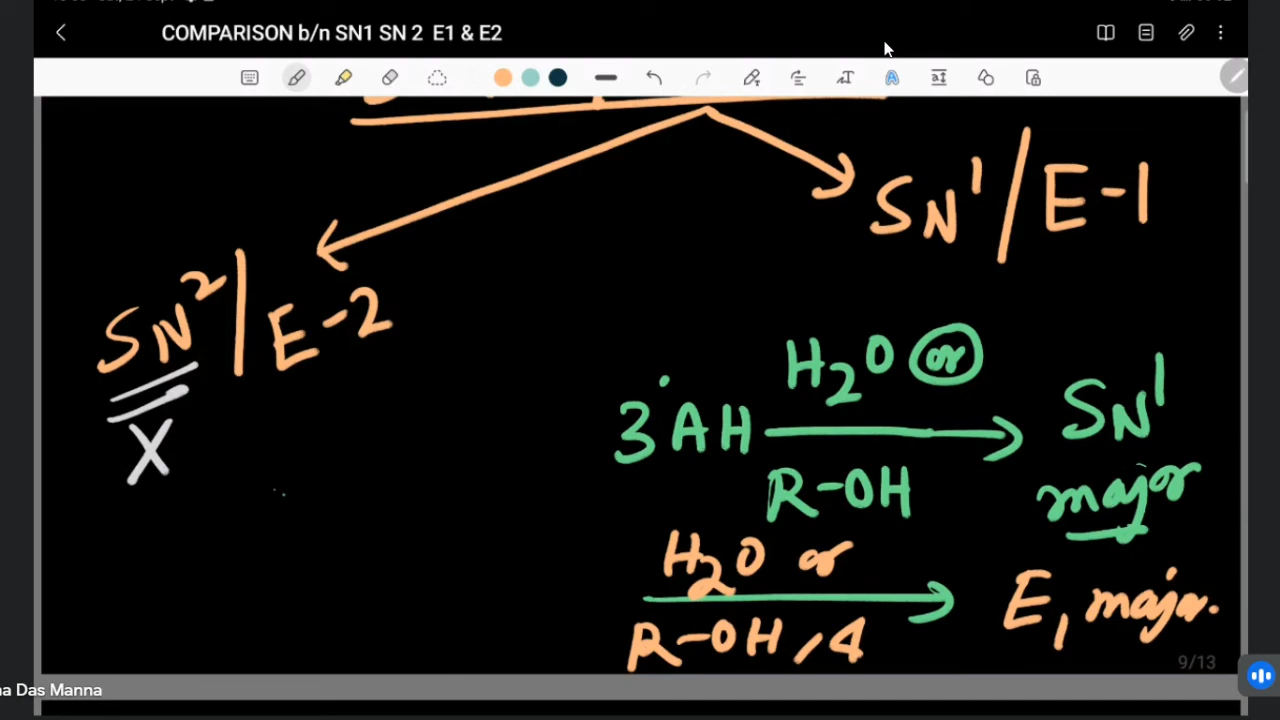 COMPARISON b/n SN1 SN 2 E1 & E2
SN¹/E-1
SN²/E-2
X
H₂O or
3° AH
R-OH
SN¹
major
H₂O or
R-OH, Δ
E₁ major.
9/13
a Das Manna